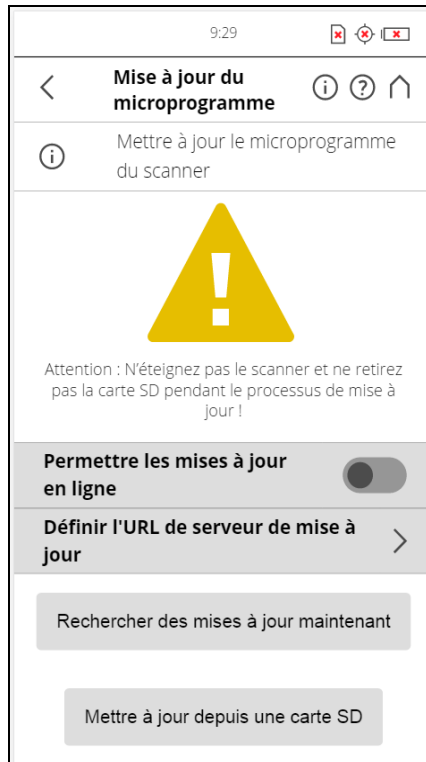 9:29
Mise à jour du
microprogramme
Mettre à jour le microprogramme
du scanner
Attention : N'éteignez pas le scanner et ne retirez
pas la carte SD pendant le processus de mise à
jour !
Permettre les mises à jour
en ligne
Définir l'URL de serveur de mise à
jour
Rechercher des mises à jour maintenant
Mettre à jour depuis une carte SD